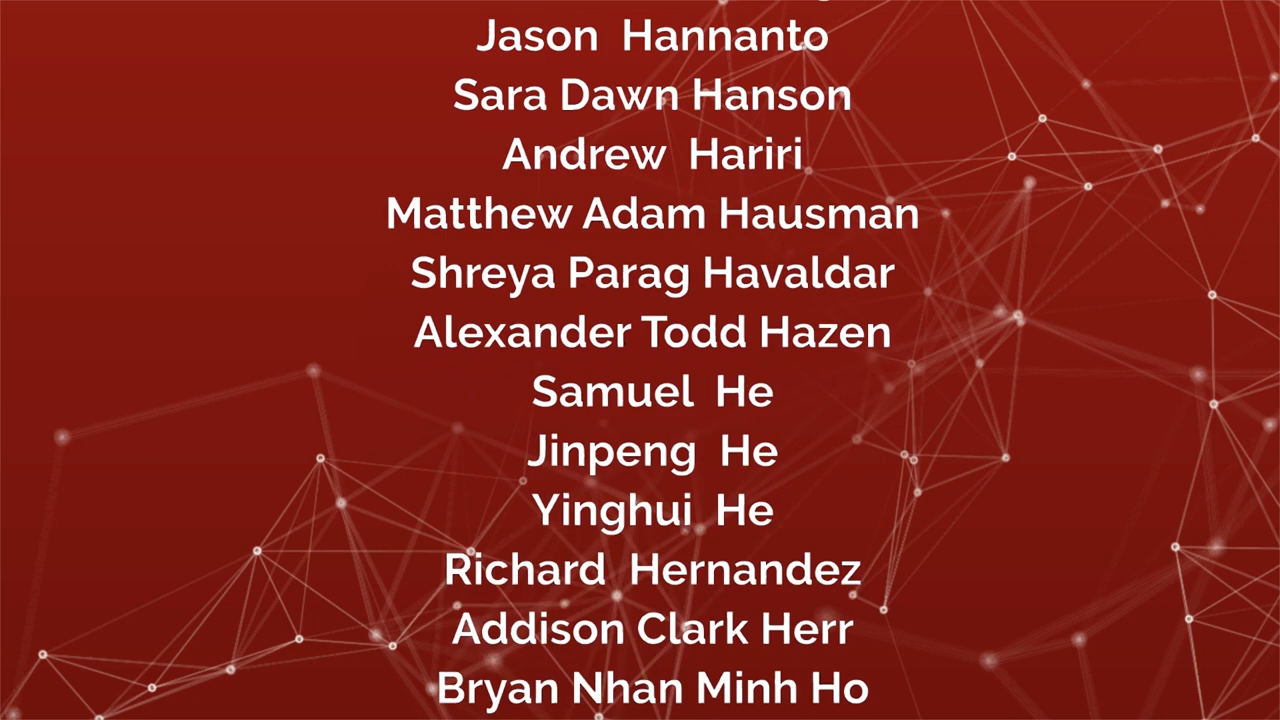 Jason Hannanto
Sara Dawn Hanson
Andrew Hariri
Matthew Adam Hausman
Shreya Parag Havaldar
Alexander Todd Hazen
Samuel He
Jinpeng He
Yinghui He
Richard Hernandez
Addison Clark Herr
Bryan Nhan Minh Ho